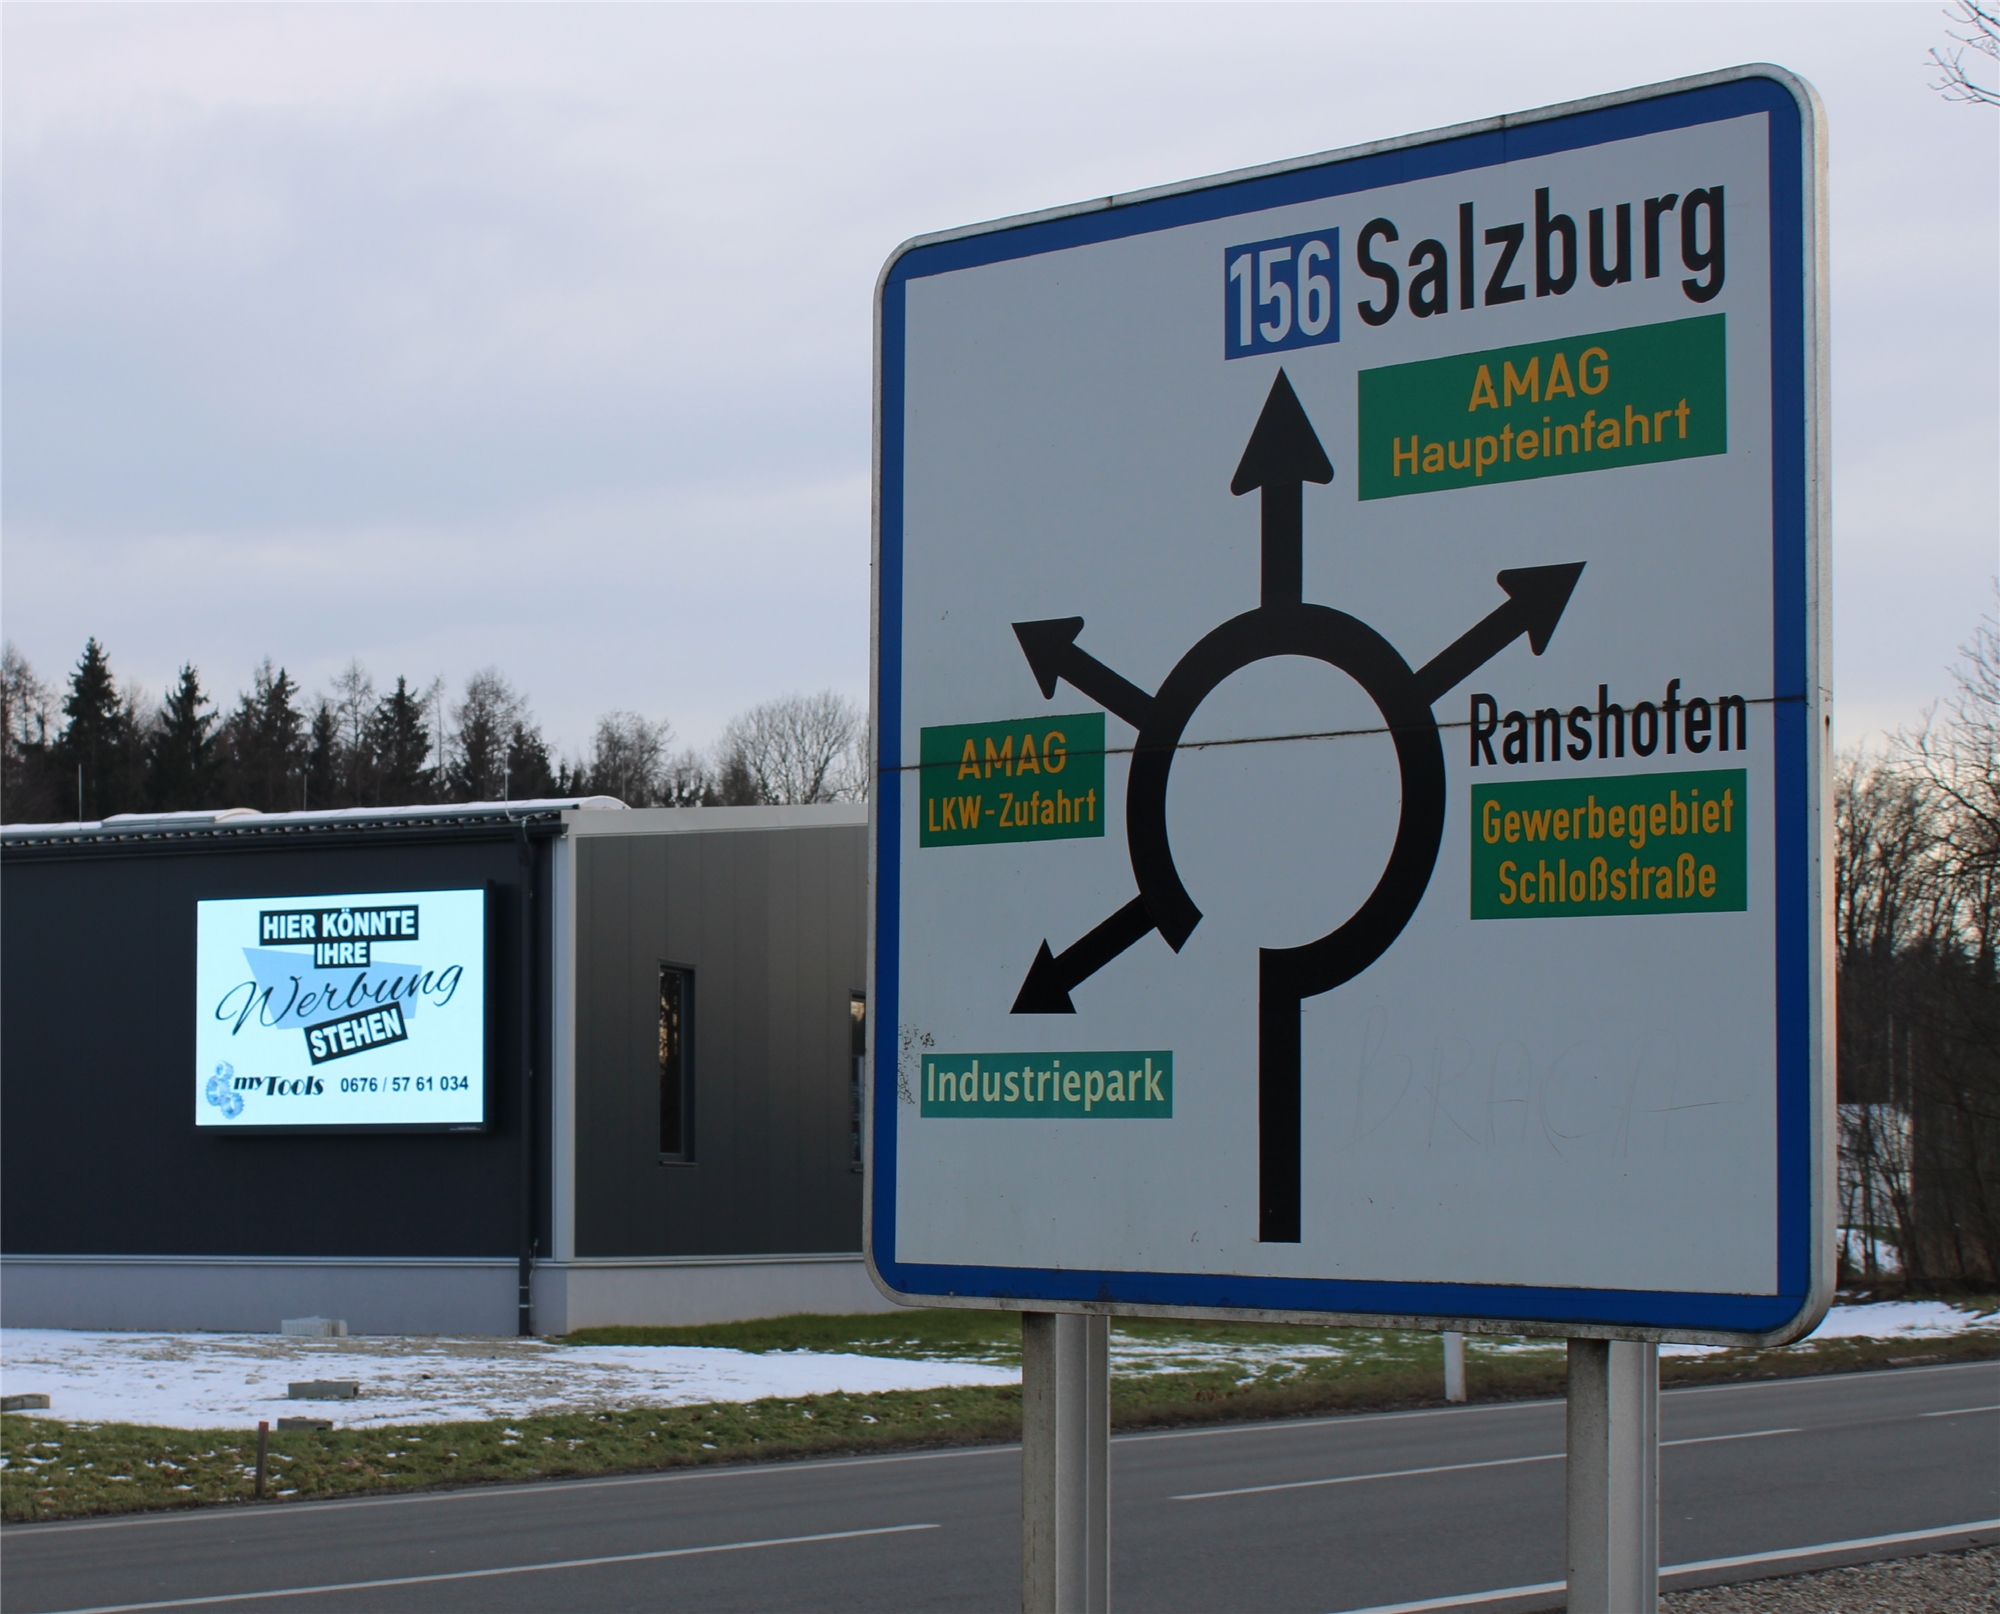 156 Salzburg
AMAG
Haupteinfahrt
AMAG
LKW-Zufahrt
Ranshofen
Gewerbegebiet
Schloßstraße
Industriepark
HIER KÖNNTE
IHRE
Werbung
STEHEN
myTools 0676 / 57 61 034